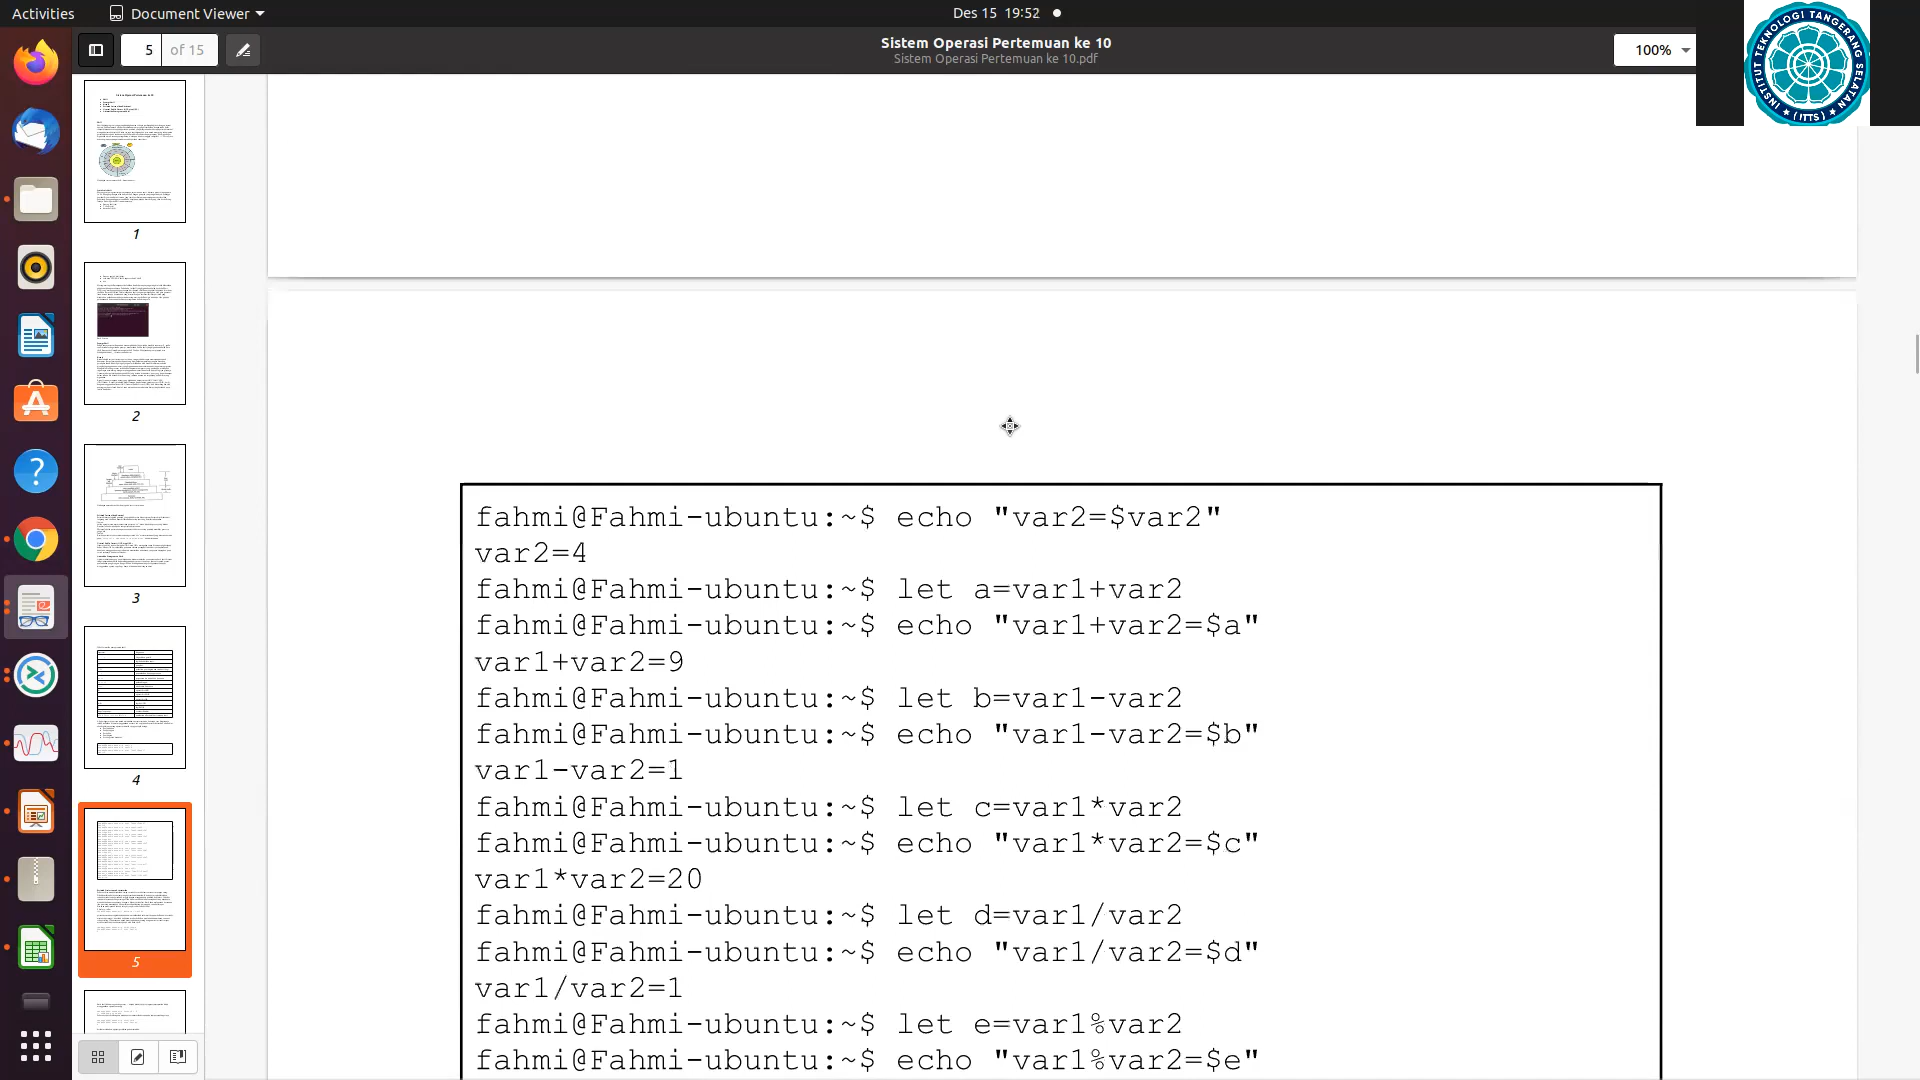 Activities
Document Viewer
Des 15 19:52
5
of 15
Sistem Operasi Pertemuan ke 10
Sistem Operasi Pertemuan ke 10.pdf
100%
INSTITUT TEKNOLOGI TANGERANG SELATAN
(ITTS)
1
2
3
4
5
fahmi@Fahmi-ubuntu:~$ echo "var2=$var2"
var2=4
fahmi@Fahmi-ubuntu:~$ let a=var1+var2
fahmi@Fahmi-ubuntu:~$ echo "var1+var2=$a"
var1+var2=9
fahmi@Fahmi-ubuntu:~$ let b=var1-var2
fahmi@Fahmi-ubuntu:~$ echo "var1-var2=$b"
var1-var2=1
fahmi@Fahmi-ubuntu:~$ let c=var1*var2
fahmi@Fahmi-ubuntu:~$ echo "var1*var2=$c"
var1*var2=20
fahmi@Fahmi-ubuntu:~$ let d=var1/var2
fahmi@Fahmi-ubuntu:~$ echo "var1/var2=$d"
var1/var2=1
fahmi@Fahmi-ubuntu:~$ let e=var1%var2
fahmi@Fahmi-ubuntu:~$ echo "var1%var2=$e"